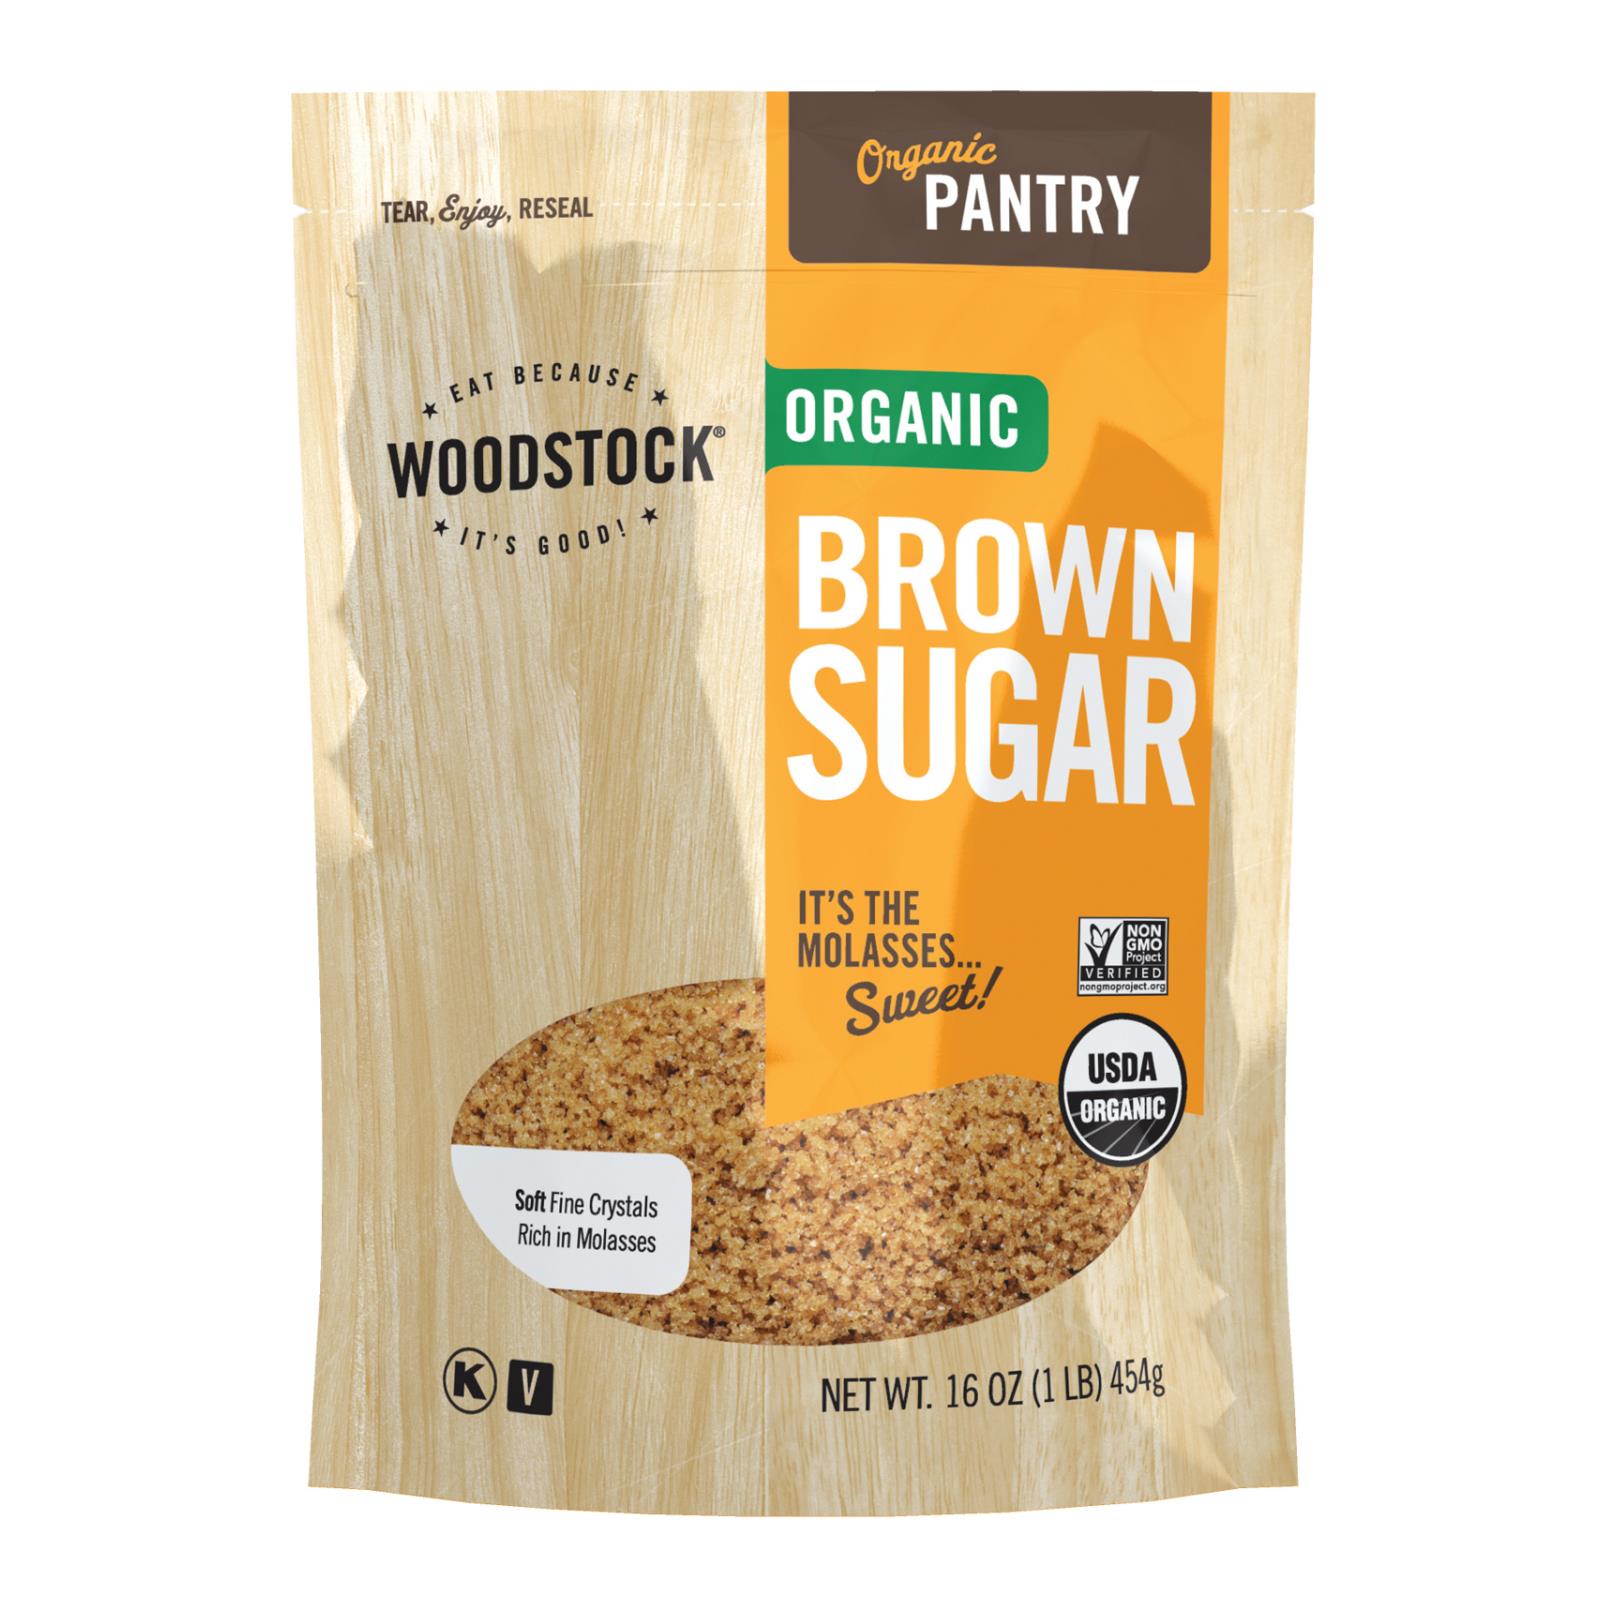 Organic
PANTRY
TEAR, Enjoy, RESEAL
EAT BECAUSE
WOODSTOCK®
IT'S GOOD!
ORGANIC
BROWN
SUGAR
IT'S THE
MOLASSES...
Sweet!
NON
GMO
Project
VERIFIED
nongmoproject.org
USDA
ORGANIC
Soft Fine Crystals
Rich in Molasses
K
V
NET WT. 16 OZ (1 LB) 454g